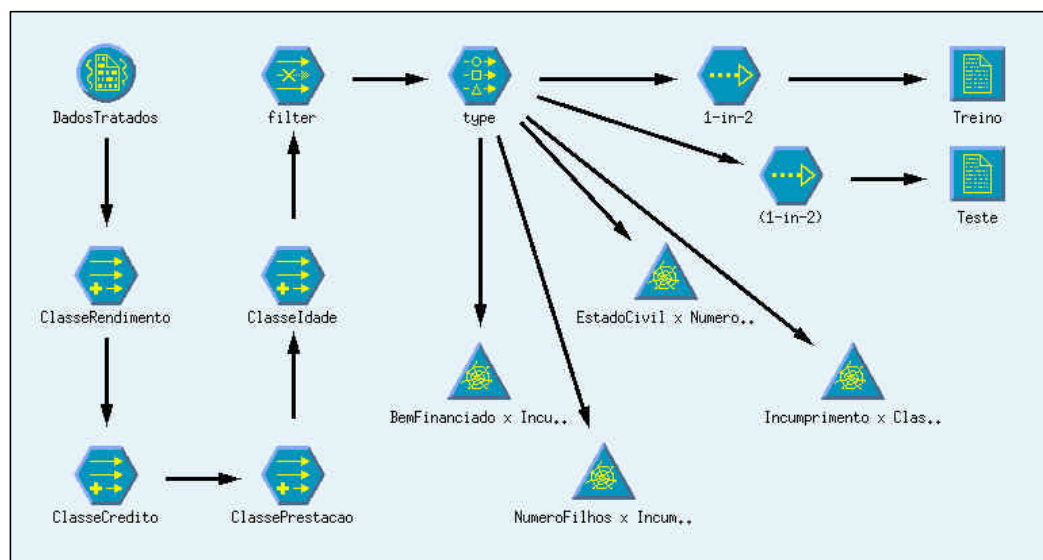 DadosTratados
filter
type
1-in-2
Treino
(1-in-2)
Teste
ClasseRendimento
ClasseIdade
EstadoCivil x Numero..
BemFinanciado x Incu..
Incumprimento x Clas..
ClasseCredito
ClassePrestacao
NumeroFilhos x Incum..